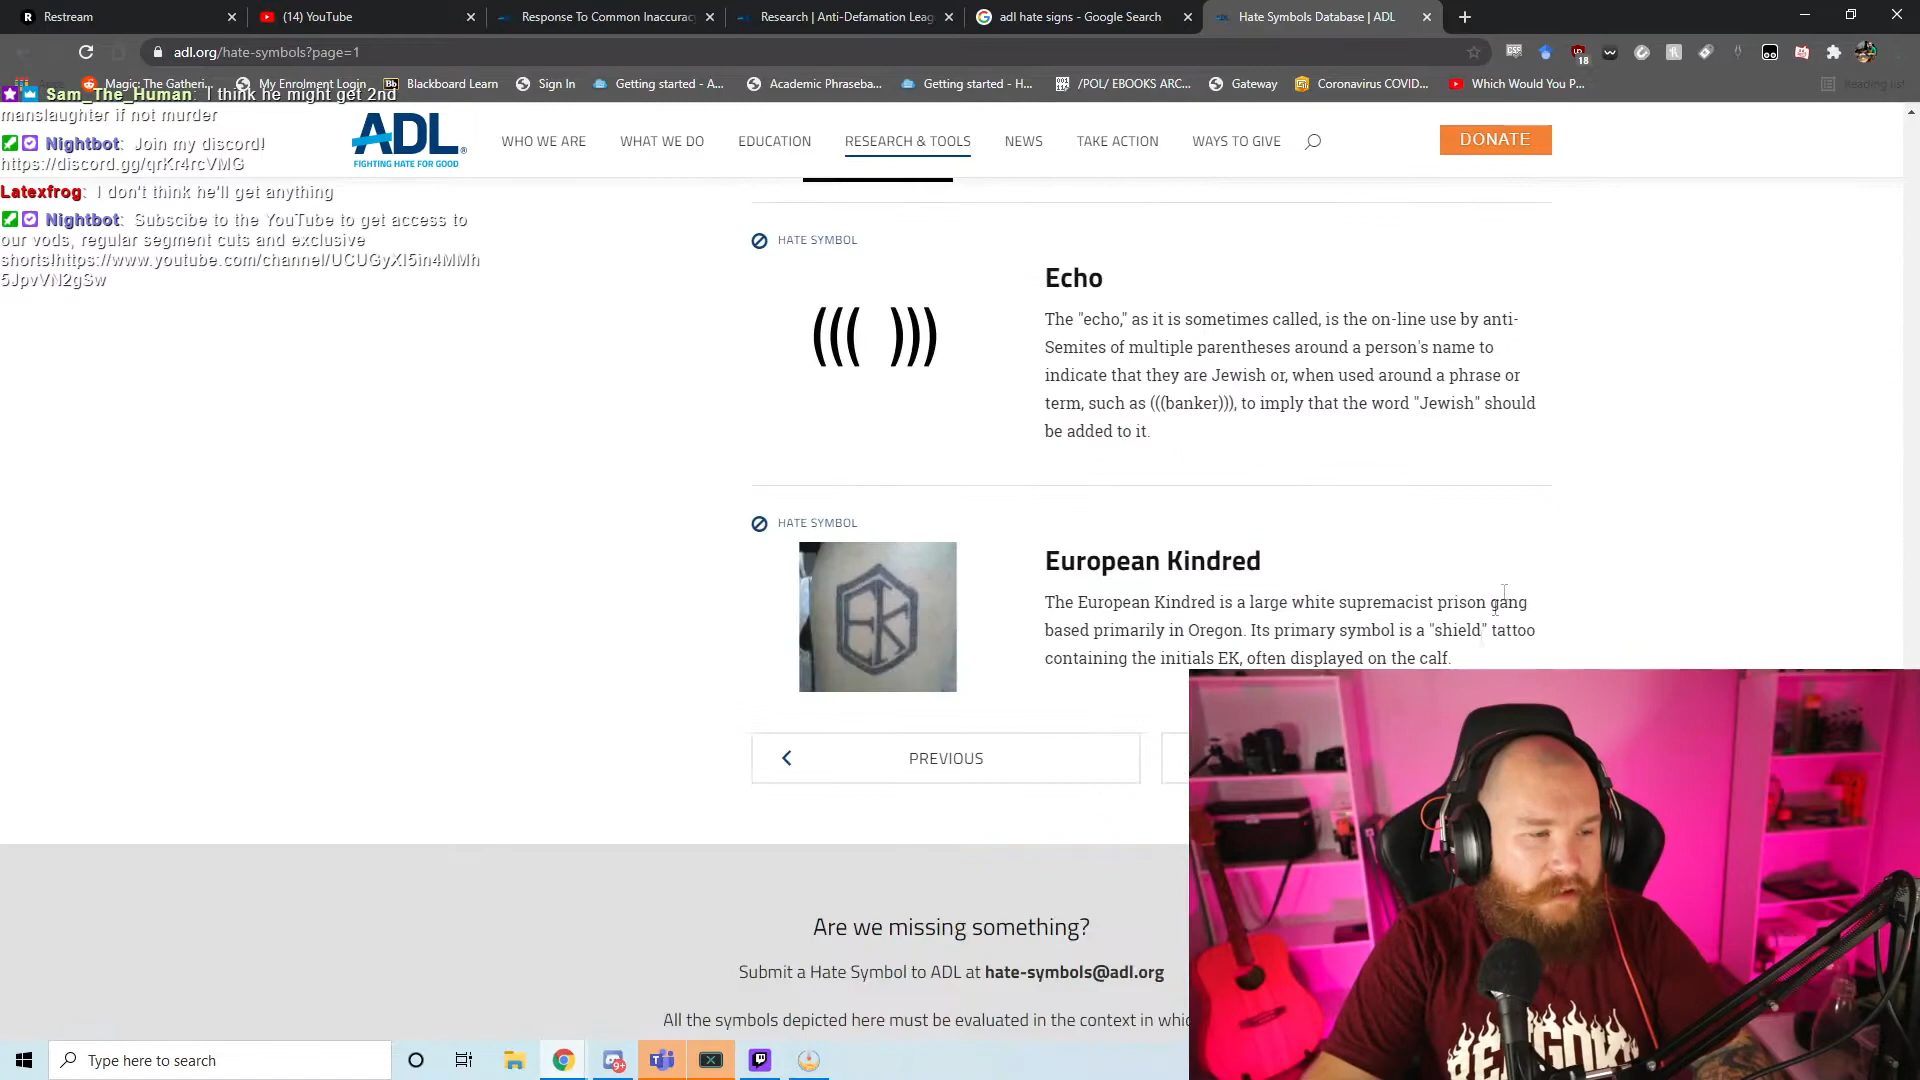 Restream
(14) YouTube
Response To Common Inaccurac
Research | Anti-Defamation Leag
adl hate signs - Google Search
Hate Symbols Database | ADL
adl.org/hate-symbols?page=1
18
Apps
Magic: The Gatheri...
My Enrolment Login
Bb Blackboard Learn
Sign In
Getting started - A...
Academic Phraseba...
Getting started - H...
/POL/ EBOOKS ARC...
Gateway
Coronavirus COVID...
Which Would You P...
Reading list
Sam_The_Human: I think he might get 2nd
manslaughter if not murder
Nightbot: Join my discord!
https://discord.gg/qrKr4rcVMG
Latexfrog: I don't think he'll get anything
Nightbot: Subscibe to the YouTube to get access to
our vods, regular segment cuts and exclusive
shorts!https://www.youtube.com/channel/UCUGyXI5in4MMh
5JpvVN2gSw
ADL
FIGHTING HATE FOR GOOD
WHO WE ARE
WHAT WE DO
EDUCATION
RESEARCH & TOOLS
NEWS
TAKE ACTION
WAYS TO GIVE
DONATE
HATE SYMBOL
((( )))
Echo
The "echo," as it is sometimes called, is the on-line use by anti-
Semites of multiple parentheses around a person's name to
indicate that they are Jewish or, when used around a phrase or
term, such as (((banker))), to imply that the word "Jewish" should
be added to it.
HATE SYMBOL
EK
European Kindred
The European Kindred is a large white supremacist prison gang
based primarily in Oregon. Its primary symbol is a "shield" tattoo
containing the initials EK, often displayed on the calf.
PREVIOUS
Are we missing something?
Submit a Hate Symbol to ADL at hate-symbols@adl.org
All the symbols depicted here must be evaluated in the context in whic
Type here to search
9+